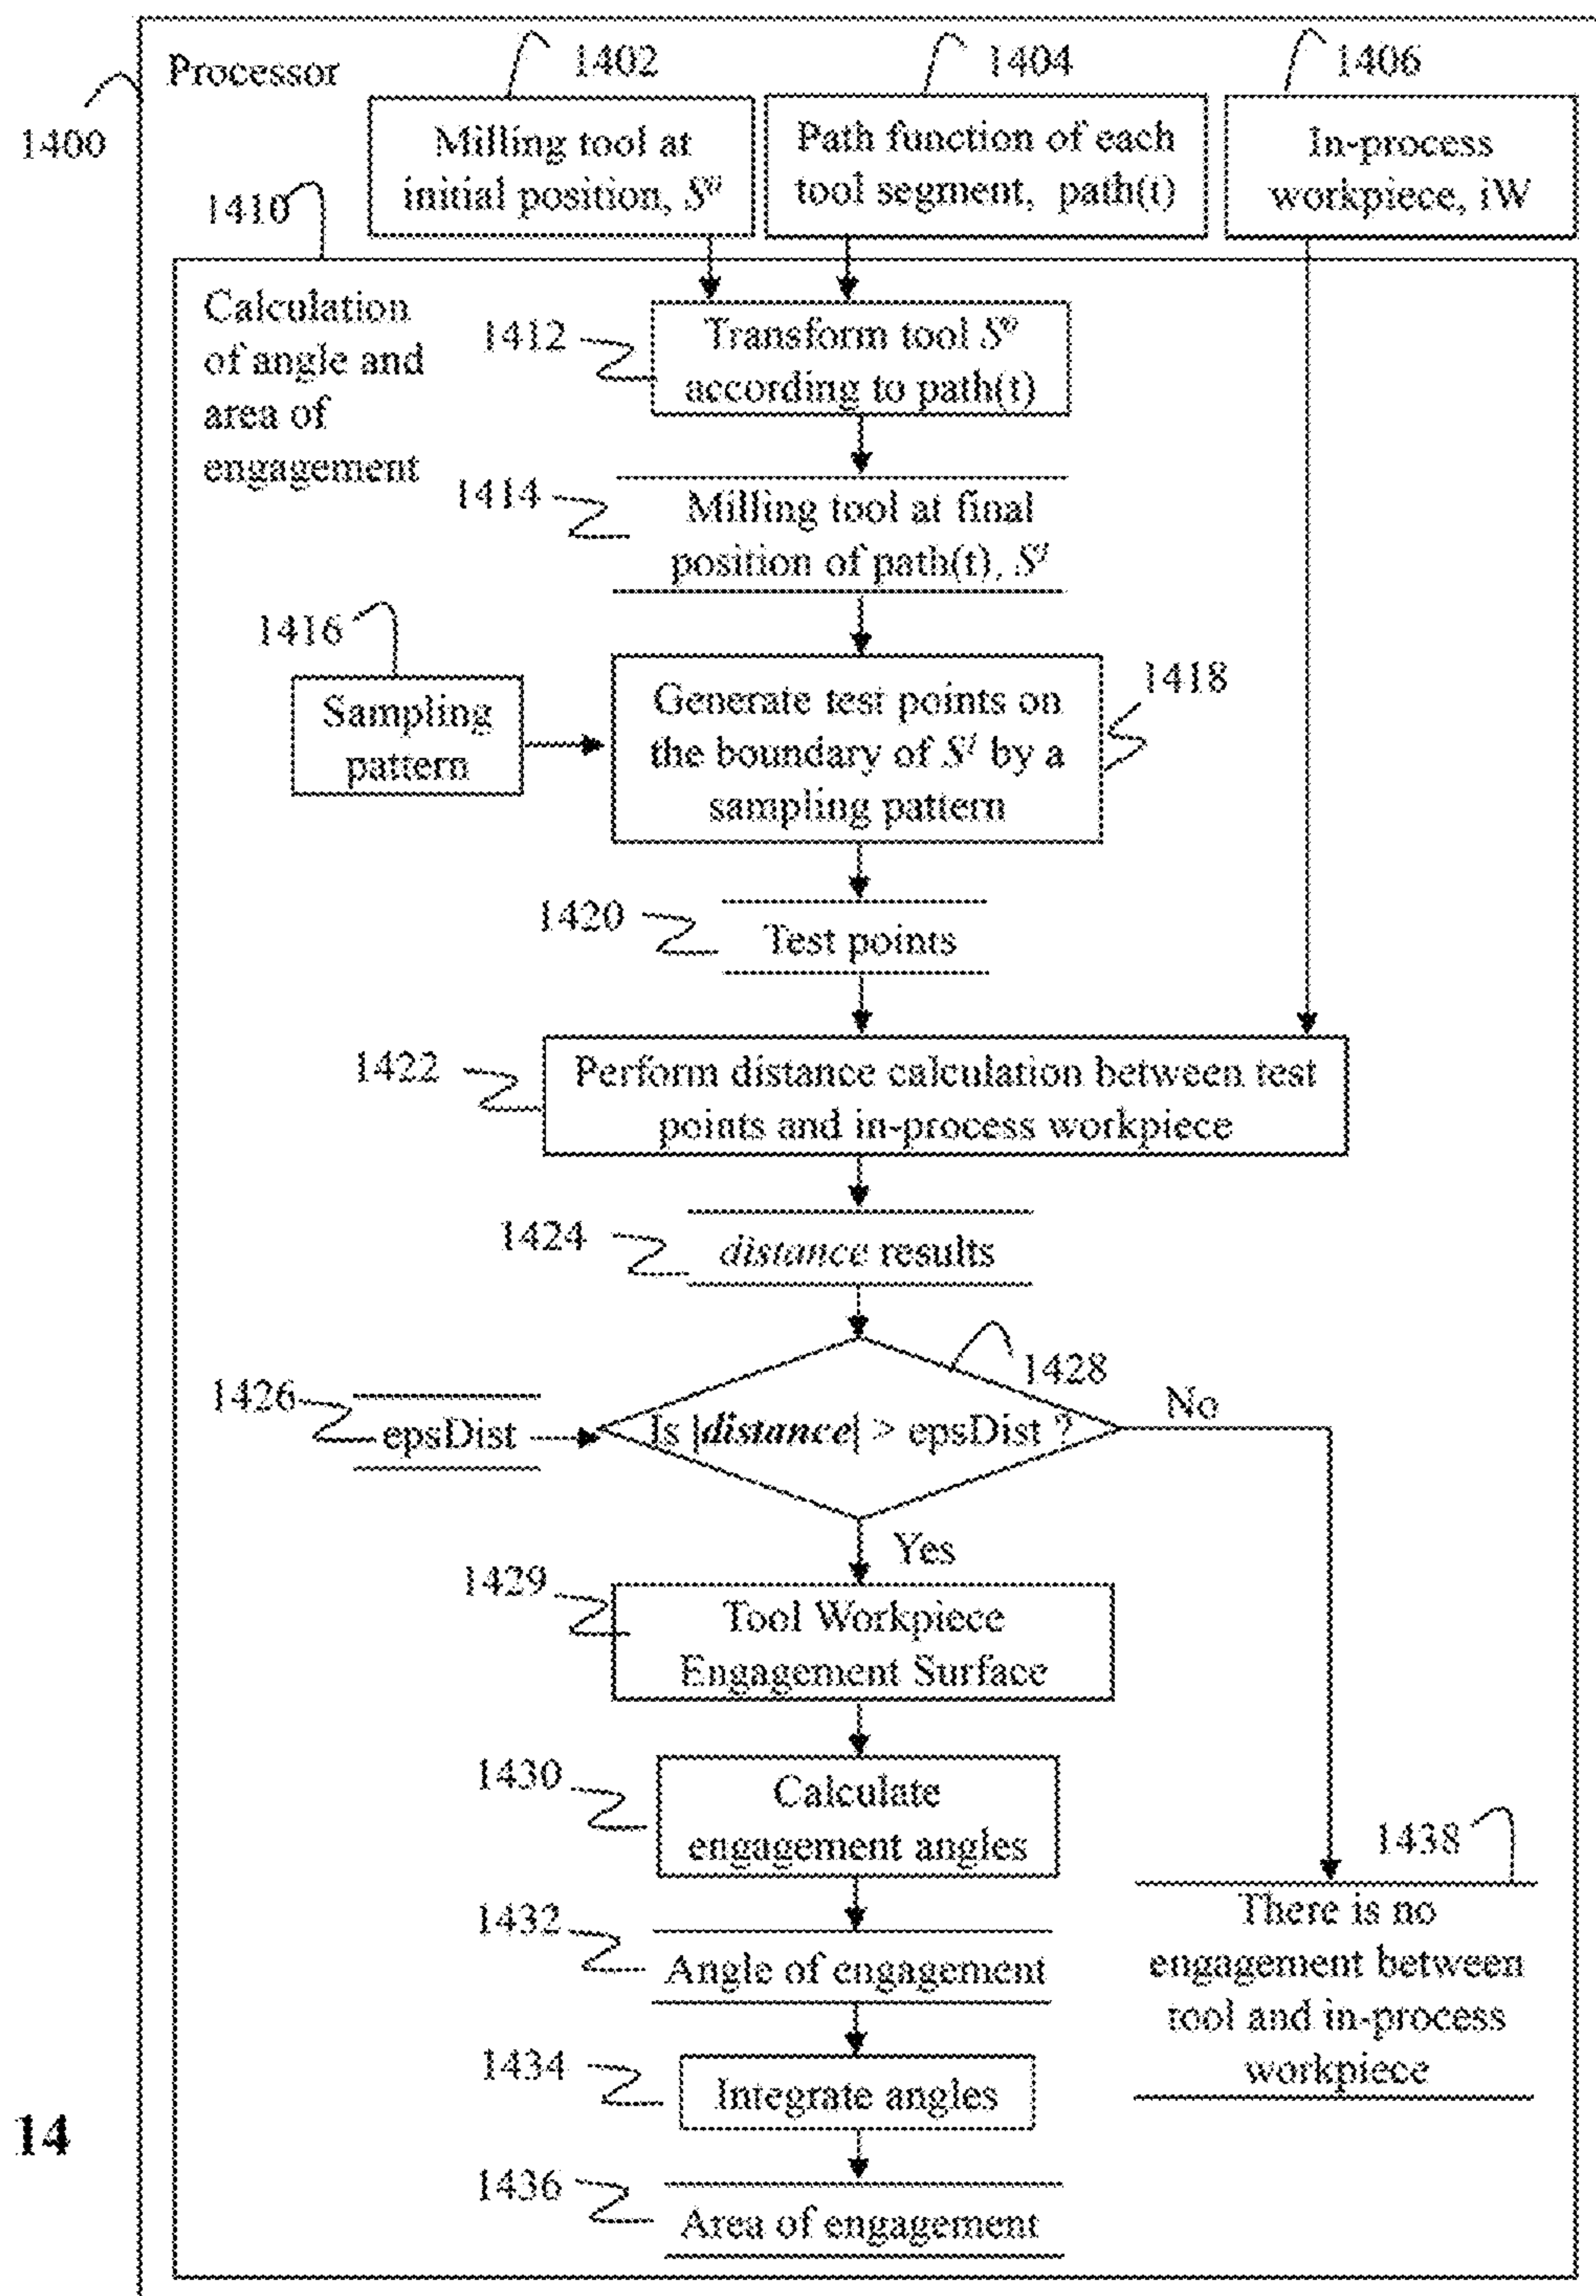 1402
1404
1406
Processor
1400
Milling tool at
initial position, S⁰
Path function of each
tool segment, path(t)
In-process
workpiece, iW
1410
Calculation
of angle and
area of
engagement
1412
Transform tool S⁰
according to path(t)
1414
Milling tool at final
position of path(t), Sᶠ
1416
Sampling
pattern
1418
Generate test points on
the boundary of Sᶠ by a
sampling pattern
1420
Test points
1422
Perform distance calculation between test
points and in-process workpiece
1424
distance results
1426
epsDist
1428
Is |distance| > epsDist ?
No
Yes
1429
Tool Workpiece
Engagement Surface
1430
Calculate
engagement angles
1432
Angle of engagement
1438
There is no
engagement between
tool and in-process
workpiece
1434
Integrate angles
14
1436
Area of engagement